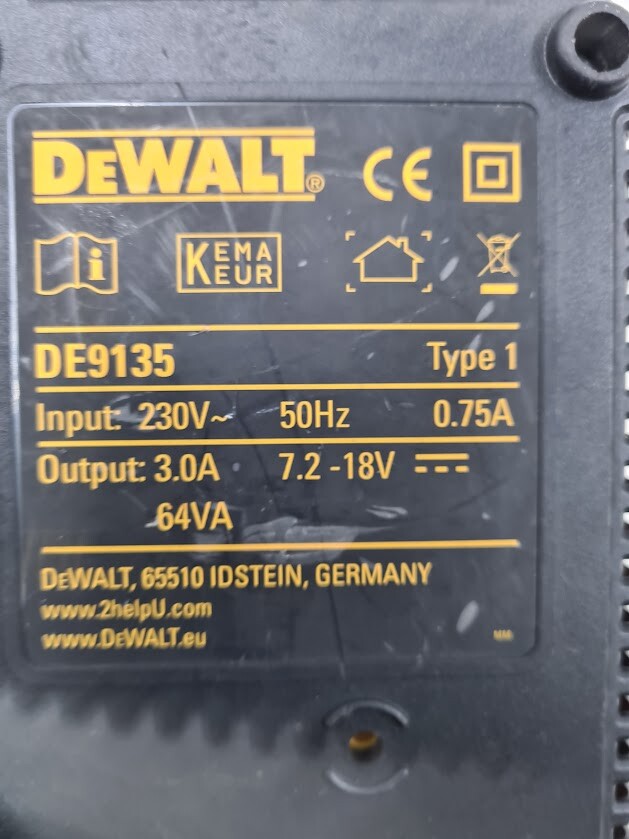 DEWALT®
CE
KEMA
EUR
DE9135 Type 1
Input: 230V~ 50Hz 0.75A
Output: 3.0A 7.2 -18V
64VA
DEWALT, 65510 IDSTEIN, GERMANY
www.2helpU.com
www.DEWALT.eu